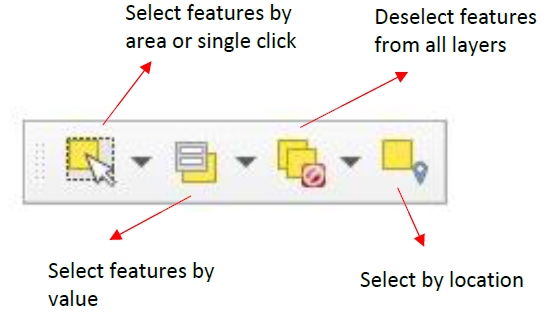 Select features by
area or single click
Deselect features
from all layers
Select features by
value
Select by location